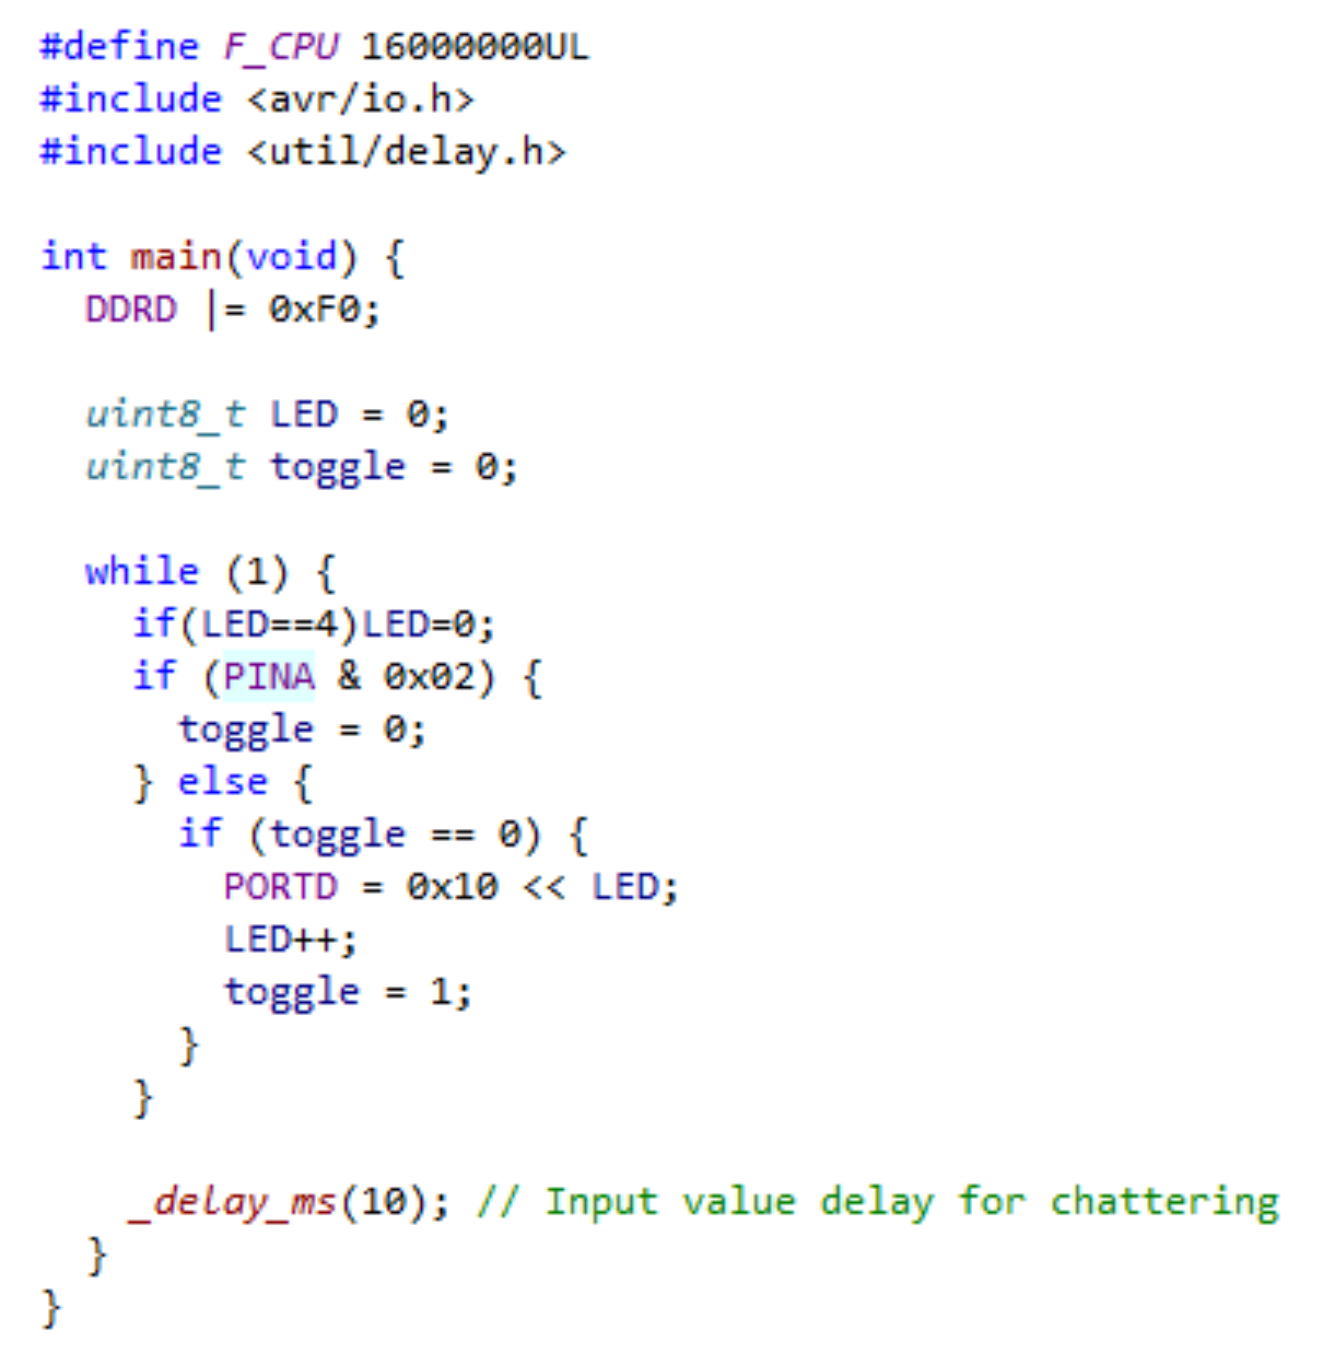 #define F_CPU 16000000UL
#include <avr/io.h>
#include <util/delay.h>

int main(void) {
  DDRD |= 0xF0;

  uint8_t LED = 0;
  uint8_t toggle = 0;

  while (1) {
    if(LED==4)LED=0;
    if (PINA & 0x02) {
      toggle = 0;
    } else {
      if (toggle == 0) {
        PORTD = 0x10 << LED;
        LED++;
        toggle = 1;
      }
    }

    _delay_ms(10); // Input value delay for chattering
  }
}